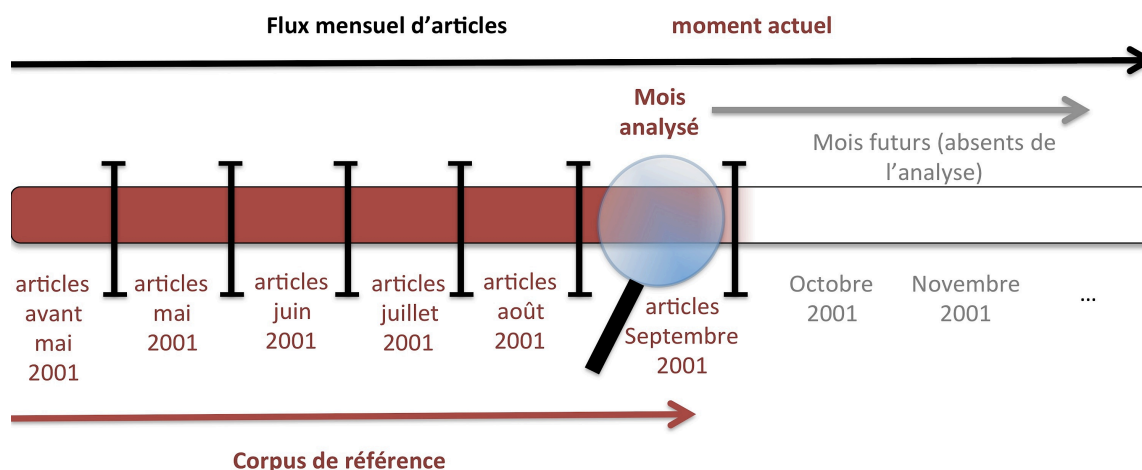 Flux mensuel d’articles
moment actuel
Mois
analysé
Mois futurs (absents de
l’analyse)
articles
avant
mai
2001
articles
mai
2001
articles
juin
2001
articles
juillet
2001
articles
août
2001
articles
Septembre
2001
Octobre
2001
Novembre
2001
...
Corpus de référence